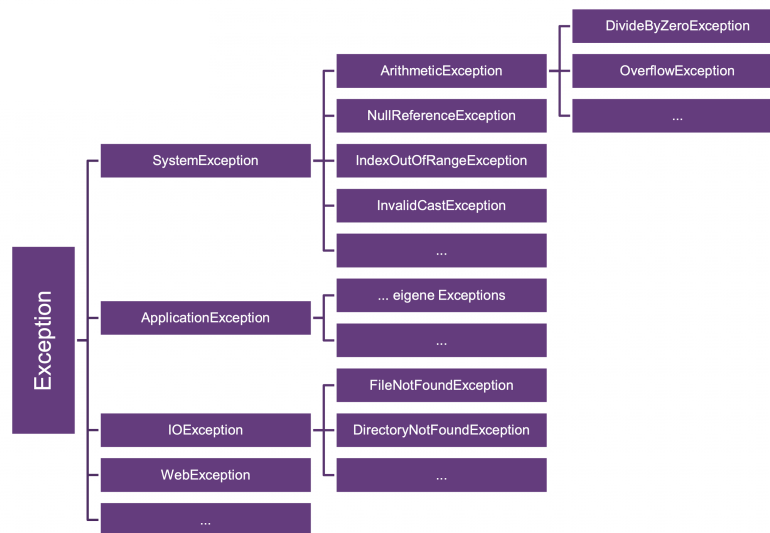 Exception
SystemException
ArithmeticException
DivideByZeroException
OverflowException
...
NullReferenceException
IndexOutOfRangeException
InvalidCastException
...
ApplicationException
... eigene Exceptions
...
IOException
FileNotFoundException
DirectoryNotFoundException
...
WebException
...